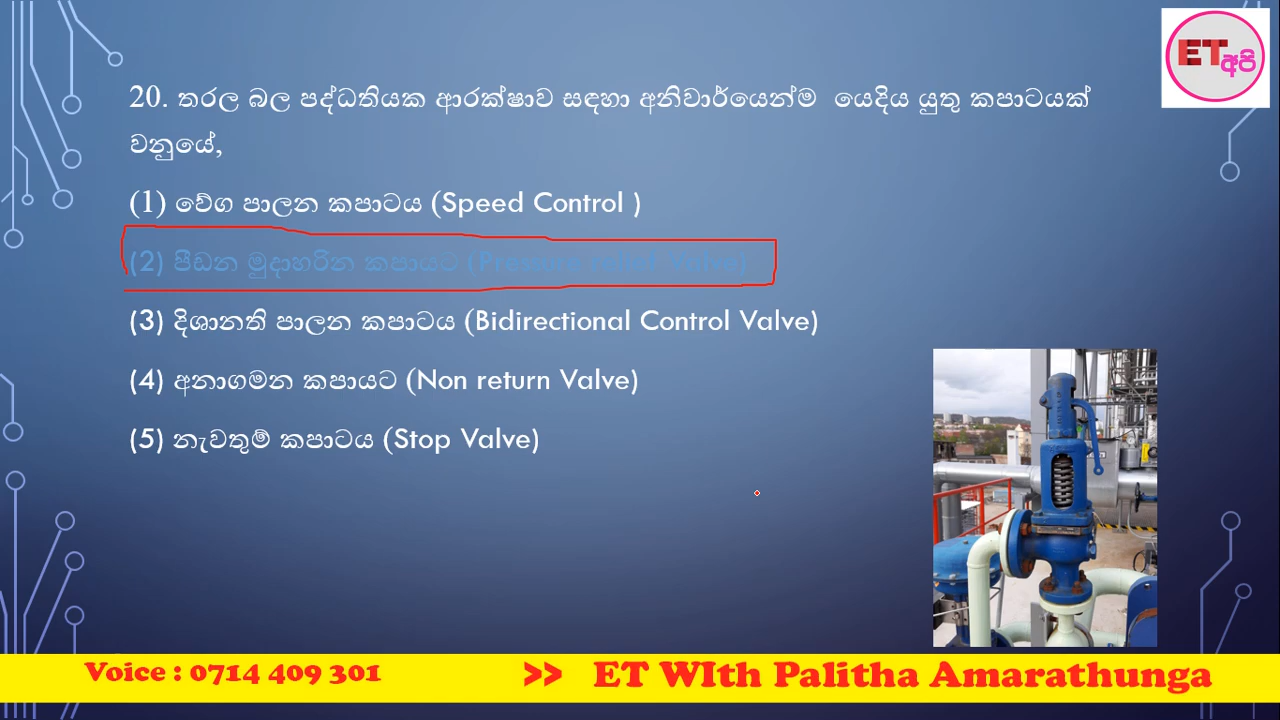 ET
අපි
20. තරල බල පද්ධතියක ආරක්ෂාව සඳහා අනිවාර්යෙන්ම යෙදිය යුතු කපාටයක්
වනුයේ,
(1) වේග පාලන කපාටය (Speed Control )
(2) පීඩන මුදාහරින කපායට (Pressure relief Valve)
(3) දිශානති පාලන කපාටය (Bidirectional Control Valve)
(4) අනාගමන කපායට (Non return Valve)
(5) නැවතුම් කපාටය (Stop Valve)
Voice : 0714 409 301 >> ET WIth Palitha Amarathunga